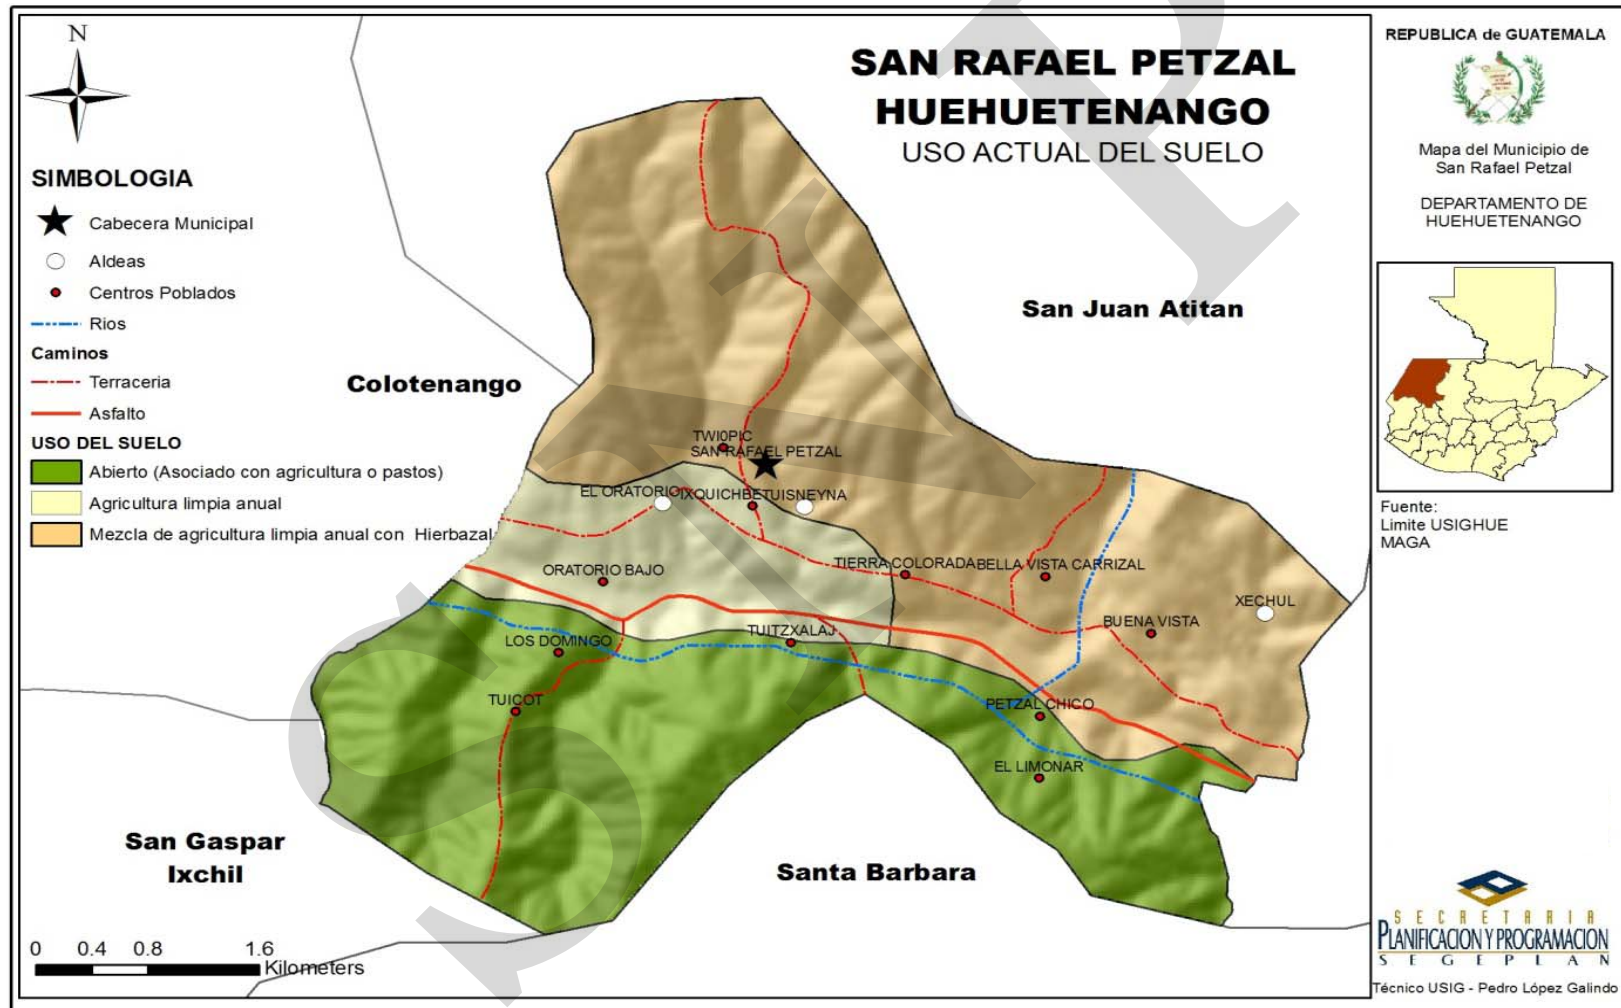 SAN RAFAEL PETZAL
HUEHUETENANGO
USO ACTUAL DEL SUELO
N
SIMBOLOGIA
Cabecera Municipal
Aldeas
Centros Poblados
Rios
Caminos
Terraceria
Asfalto
USO DEL SUELO
Abierto (Asociado con agricultura o pastos)
Agricultura limpia anual
Mezcla de agricultura limpia anual con Hierbazal
Colotenango
San Juan Atitan
San Gaspar
Ixchil
Santa Barbara
TWI0PIC
SAN RAFAEL PETZAL
EL ORATORIO
IXQUICHBE
TUISNEYNA
ORATORIO BAJO
TIERRA COLORADA
BELLA VISTA CARRIZAL
XECHUL
BUENA VISTA
LOS DOMINGO
TUITZXALAJ
TUICOT
PETZAL CHICO
EL LIMONAR
0 0.4 0.8 1.6
Kilometers
REPUBLICA de GUATEMALA
Mapa del Municipio de
San Rafael Petzal
DEPARTAMENTO DE
HUEHUETENANGO
Fuente:
Limite USIGHUE
MAGA
SECRETARIA
PLANIFICACION Y PROGRAMACION
SEGEPLAN
Técnico USIG - Pedro López Galindo